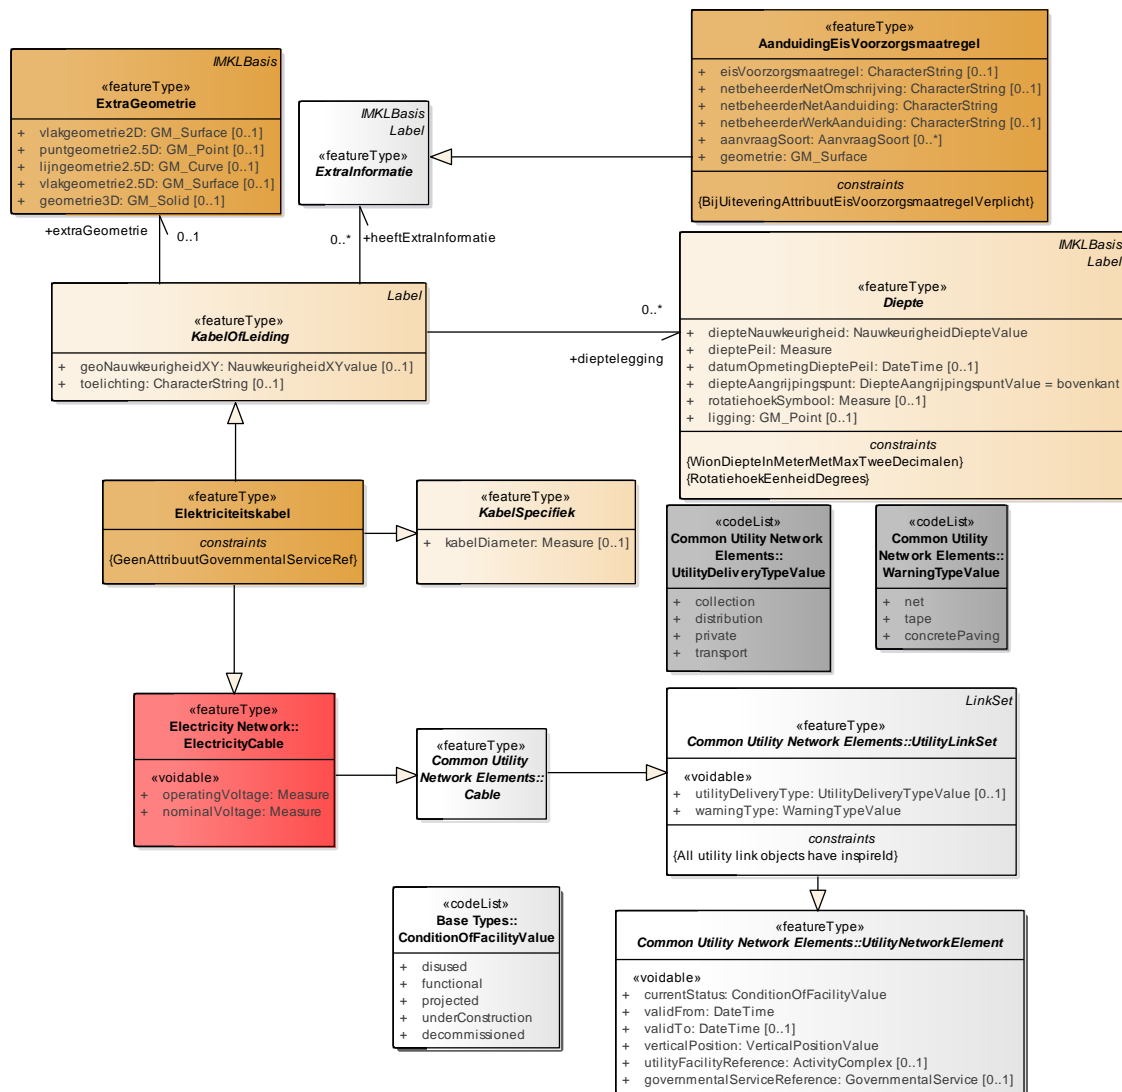 IMKLBasis
«featureType»
ExtraGeometrie
+ vlakgeometrie2D: GM_Surface [0..1]
+ puntgeometrie2.5D: GM_Point [0..1]
+ lijngeometrie2.5D: GM_Curve [0..1]
+ vlakgeometrie2.5D: GM_Surface [0..1]
+ geometrie3D: GM_Solid [0..1]
IMKLBasis
Label
«featureType»
ExtraInformatie
«featureType»
AanduidingEisVoorzorgsmaatregel
+ eisVoorzorgsmaatregel: CharacterString [0..1]
+ netbeheerderNetOmschrijving: CharacterString [0..1]
+ netbeheerderNetAanduiding: CharacterString
+ netbeheerderWerkAanduiding: CharacterString [0..1]
+ aanvraagSoort: AanvraagSoort [0..*]
+ geometrie: GM_Surface
constraints
{BijUiteveringAttribuutEisVoorzorgsmaatregelVerplicht}
+extraGeometrie
0..1
0..*
+heeftExtraInformatie
Label
«featureType»
KabelOfLeiding
+ geoNauwkeurigheidXY: NauwkeurigheidXYvalue [0..1]
+ toelichting: CharacterString [0..1]
0..*
+dieptelegging
IMKLBasis
Label
«featureType»
Diepte
+ diepteNauwkeurigheid: NauwkeurigheidDiepteValue
+ dieptePeil: Measure
+ datumOpmetingDieptePeil: DateTime [0..1]
+ diepteAangrijpingspunt: DiepteAangrijpingspuntValue = bovenkant
+ rotatiehoekSymbool: Measure [0..1]
+ ligging: GM_Point [0..1]
constraints
{WionDiepteInMeterMetMaxTweeDecimalen}
{RotatiehoekEenheidDegrees}
«featureType»
Elektriciteitskabel
constraints
{GeenAttribuutGovernmentalServiceRef}
«featureType»
KabelSpecifiek
+ kabelDiameter: Measure [0..1]
«codeList»
Common Utility Network
Elements::
UtilityDeliveryTypeValue
+ collection
+ distribution
+ private
+ transport
«codeList»
Common Utility
Network Elements::
WarningTypeValue
+ net
+ tape
+ concretePaving
«featureType»
Electricity Network::
ElectricityCable
«voidable»
+ operatingVoltage: Measure
+ nominalVoltage: Measure
«featureType»
Common Utility
Network Elements::
Cable
LinkSet
«featureType»
Common Utility Network Elements::UtilityLinkSet
«voidable»
+ utilityDeliveryType: UtilityDeliveryTypeValue [0..1]
+ warningType: WarningTypeValue
constraints
{All utility link objects have inspireId}
«codeList»
Base Types::
ConditionOfFacilityValue
+ disused
+ functional
+ projected
+ underConstruction
+ decommissioned
«featureType»
Common Utility Network Elements::UtilityNetworkElement
«voidable»
+ currentStatus: ConditionOfFacilityValue
+ validFrom: DateTime
+ validTo: DateTime [0..1]
+ verticalPosition: VerticalPositionValue
+ utilityFacilityReference: ActivityComplex [0..1]
+ governmentalServiceReference: GovernmentalService [0..1]